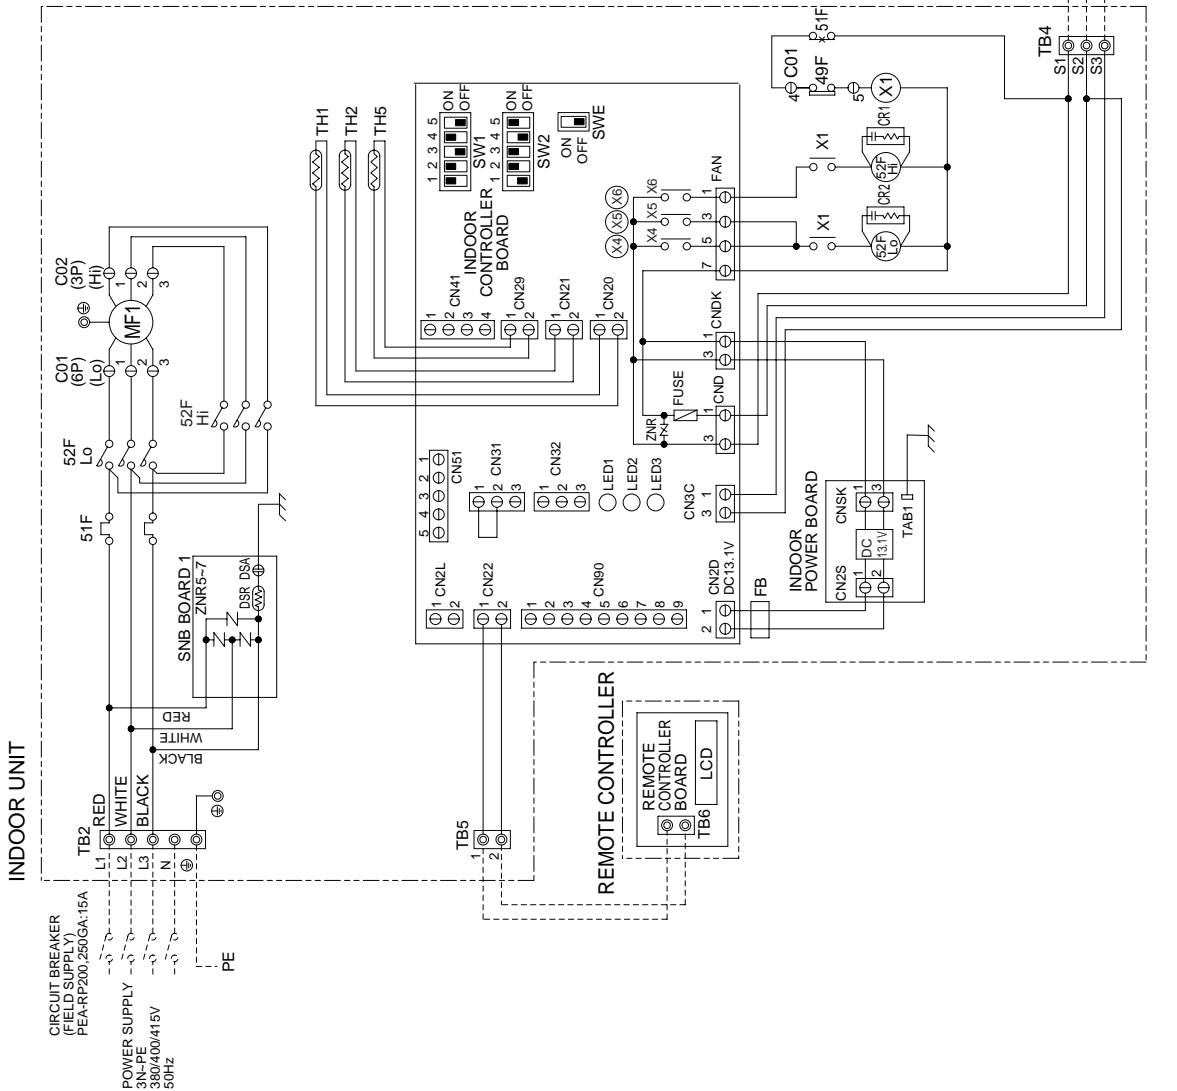 INDOOR UNIT
CIRCUIT BREAKER
(FIELD SUPPLY)
PEA-RP200,250GA:15A
POWER SUPPLY
3N~PE
380/400/415V
50Hz
PE
TB2
L1
L2
L3
N
RED
WHITE
BLACK
RED
WHITE
BLACK
SNB BOARD 1
ZNR5~7
DSR DSA
51F
52F
Lo
52F
Hi
C01
(6P)
(Lo)
1
2
3
MF1
C02
(3P)
(Hi)
1
2
3
TH1
TH2
TH5
INDOOR
CONTROLLER
BOARD
1 2 3 4 5
ON
OFF
SW1
1 2 3 4 5
ON
OFF
SW2
ON
OFF
SWE
CN41
1
2
3
4
CN29
1
2
CN21
1
2
CN20
1
2
CN51
5 4 3 2 1
CN31
1
2
3
CN32
1
2
3
LED1
LED2
LED3
CN2L
1
2
CN22
1
2
CN90
1
2
3
4
5
6
7
8
9
X4
X5
X6
X4
X5
X6
FAN
7
5
3
1
CNDK
3
1
CND
3
1
FUSE
ZNR
CN3C
3
1
CN2D
DC13.1V
2
1
FB
INDOOR
POWER BOARD
CN2S
1
2
DC
13.1V
CNSK
1
3
TAB1
X1
X1
52F
Lo
CR2
52F
Hi
CR1
X1
C01
4
5
49F
51F
TB4
S1
S2
S3
TB5
1
2
REMOTE CONTROLLER
REMOTE
CONTROLLER
BOARD
LCD
TB6